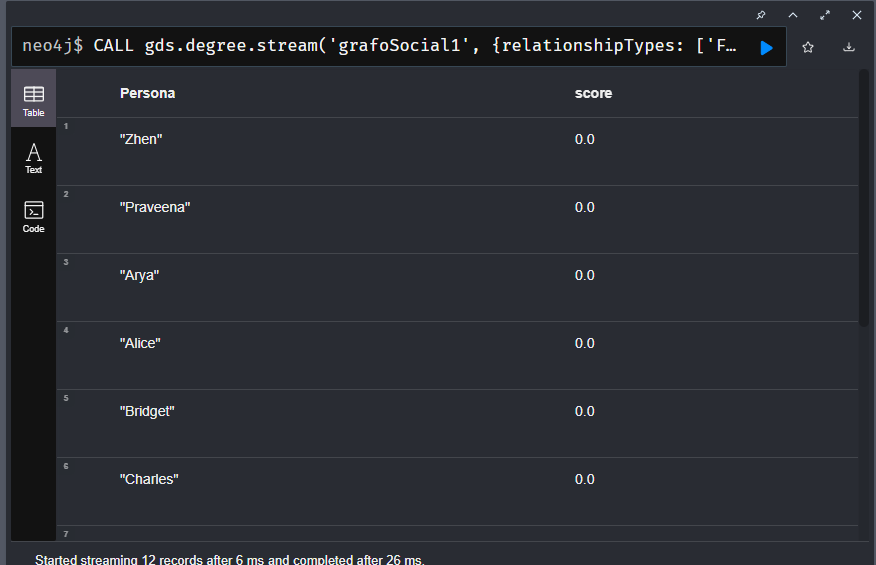 neo4j$ CALL gds.degree.stream('grafoSocial1', {relationshipTypes: ['F…
Table
Text
Code
Persona score
1
"Zhen" 0.0
2
"Praveena" 0.0
3
"Arya" 0.0
4
"Alice" 0.0
5
"Bridget" 0.0
6
"Charles" 0.0
7
Started streaming 12 records after 6 ms and completed after 26 ms.